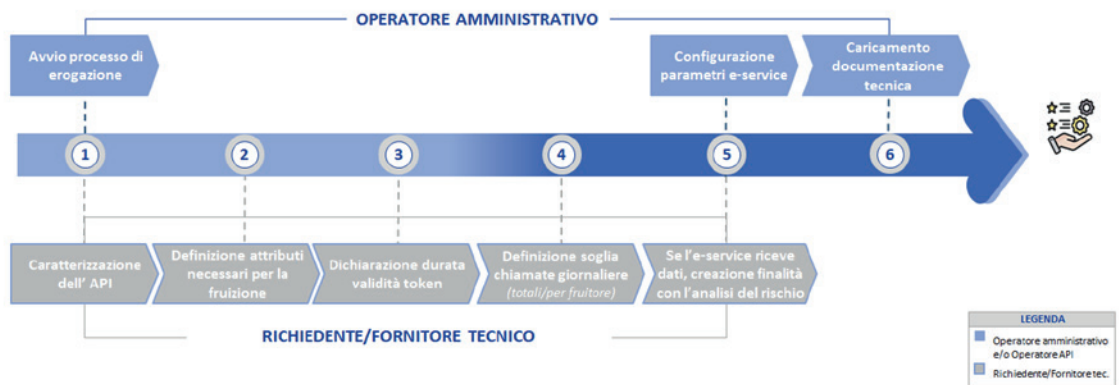 OPERATORE AMMINISTRATIVO
Avvio processo di
erogazione
Configurazione
parametri e-service
Caricamento
documentazione
tecnica
1
2
3
4
5
6
Caratterizzazione
dell' API
Definizione attributi
necessari per la
fruizione
Dichiarazione durata
validità token
Definizione soglia
chiamate giornaliere
(totali/per fruitore)
Se l'e-service riceve
dati, creazione finalità
con l'analisi del rischio
RICHIEDENTE/FORNITORE TECNICO
LEGENDA
Operatore amministrativo
e/o Operatore API
Richiedente/Fornitore tec.